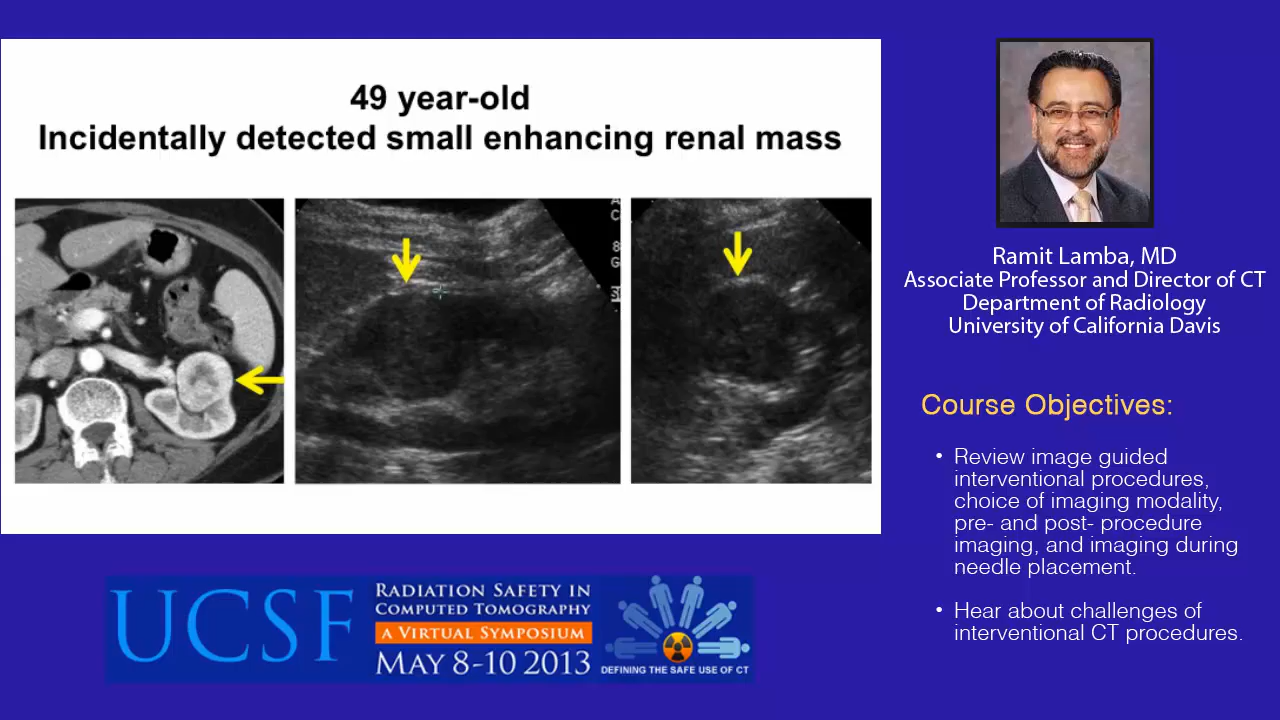 49 year-old
Incidentally detected small enhancing renal mass
Ramit Lamba, MD
Associate Professor and Director of CT
Department of Radiology
University of California Davis
Course Objectives:
• Review image guided
interventional procedures,
choice of imaging modality,
pre- and post- procedure
imaging, and imaging during
needle placement.
• Hear about challenges of
interventional CT procedures.
UCSF
RADIATION SAFETY IN
COMPUTED TOMOGRAPHY
A VIRTUAL SYMPOSIUM
MAY 8-10 2013
DEFINING THE SAFE USE OF CT